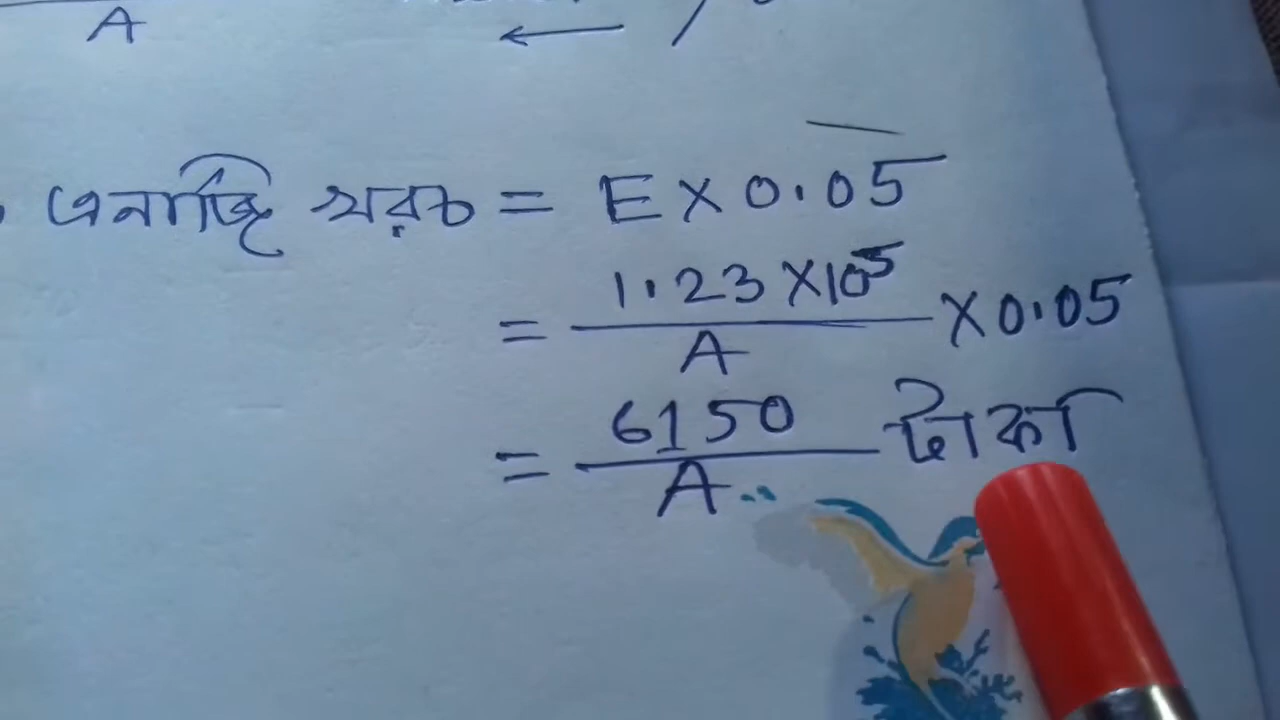 A
এনার্জি খরচ = E × 0.05
= 1.23 × 10⁵ / A × 0.05
= 6150 / A টাকা